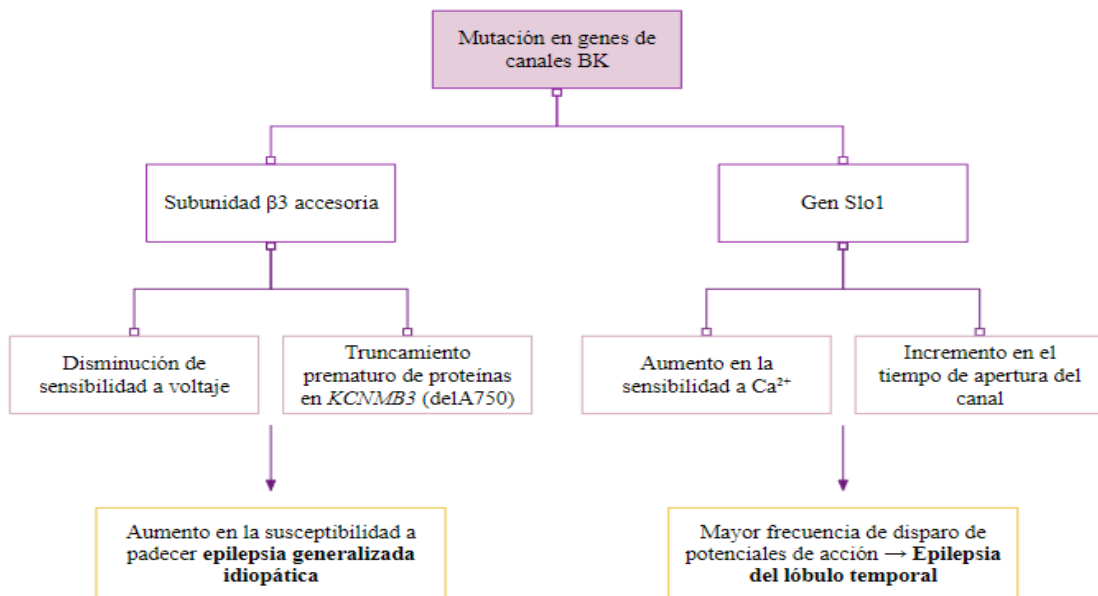 Mutación en genes de
canales BK
Subunidad β3 accesoria
Gen Slo1
Disminución de
sensibilidad a voltaje
Truncamiento
prematuro de proteínas
en KCNMB3 (delA750)
Aumento en la
sensibilidad a Ca²⁺
Incremento en el
tiempo de apertura del
canal
Aumento en la susceptibilidad a
padecer epilepsia generalizada
idiopática
Mayor frecuencia de disparo de
potenciales de acción → Epilepsia
del lóbulo temporal